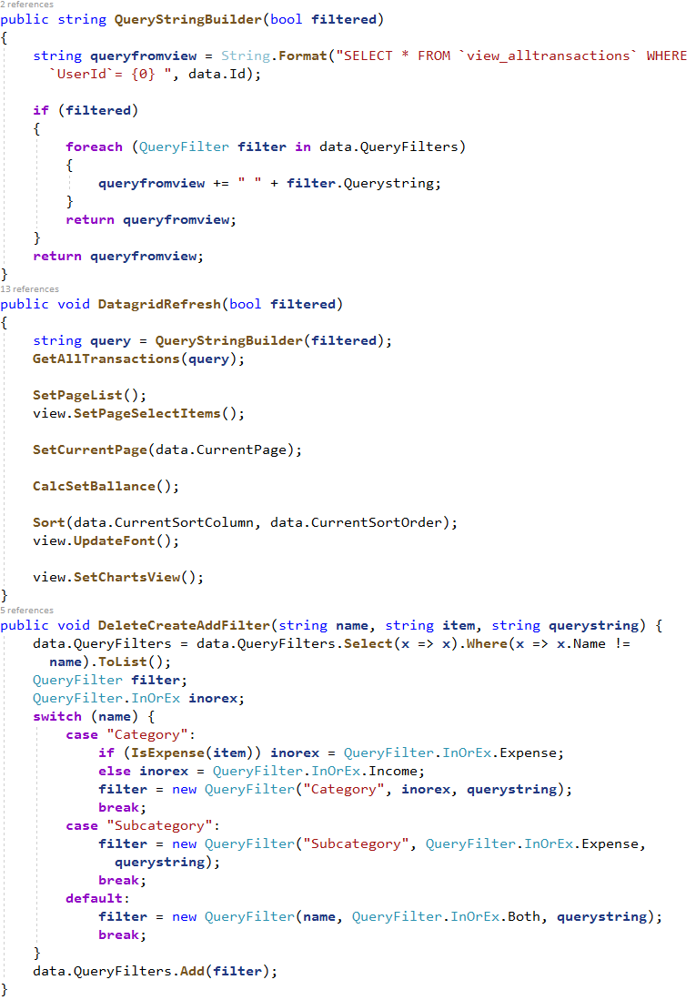 2 references
public string QueryStringBuilder(bool filtered)
{
string queryfromview = String.Format("SELECT * FROM `view_alltransactions` WHERE
`UserId`= {0} ", data.Id);
if (filtered)
{
foreach (QueryFilter filter in data.QueryFilters)
{
queryfromview += " " + filter.Querystring;
}
return queryfromview;
}
return queryfromview;
}
13 references
public void DatagridRefresh(bool filtered)
{
string query = QueryStringBuilder(filtered);
GetAllTransactions(query);
SetPageList();
view.SetPageSelectItems();
SetCurrentPage(data.CurrentPage);
CalcSetBallance();
Sort(data.CurrentSortColumn, data.CurrentSortOrder);
view.UpdateFont();
view.SetChartsView();
}
5 references
public void DeleteCreateAddFilter(string name, string item, string querystring) {
data.QueryFilters = data.QueryFilters.Select(x => x).Where(x => x.Name !=
name).ToList();
QueryFilter filter;
QueryFilter.InOrEx inorex;
switch (name) {
case "Category":
if (IsExpense(item)) inorex = QueryFilter.InOrEx.Expense;
else inorex = QueryFilter.InOrEx.Income;
filter = new QueryFilter("Category", inorex, querystring);
break;
case "Subcategory":
filter = new QueryFilter("Subcategory", QueryFilter.InOrEx.Expense,
querystring);
break;
default:
filter = new QueryFilter(name, QueryFilter.InOrEx.Both, querystring);
break;
}
data.QueryFilters.Add(filter);
}